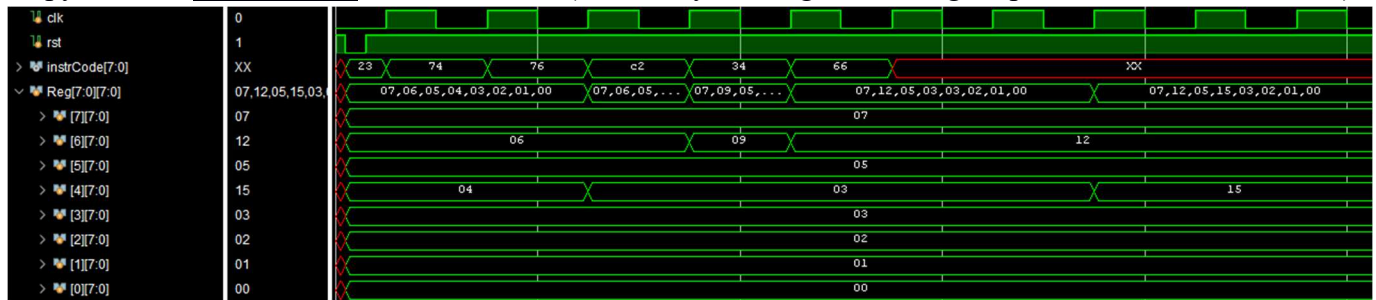 clk 0
rst 1
instrCode[7:0] XX 23 74 76 c2 34 66 XX
Reg[7:0][7:0] 07,12,05,15,03, 07,06,05,04,03,02,01,00 07,06,05,... 07,09,05,... 07,12,05,03,03,02,01,00 07,12,05,15,03,02,01,00
[7][7:0] 07 07
[6][7:0] 12 06 09 12
[5][7:0] 05 05
[4][7:0] 15 04 03 15
[3][7:0] 03 03
[2][7:0] 02 02
[1][7:0] 01 01
[0][7:0] 00 00